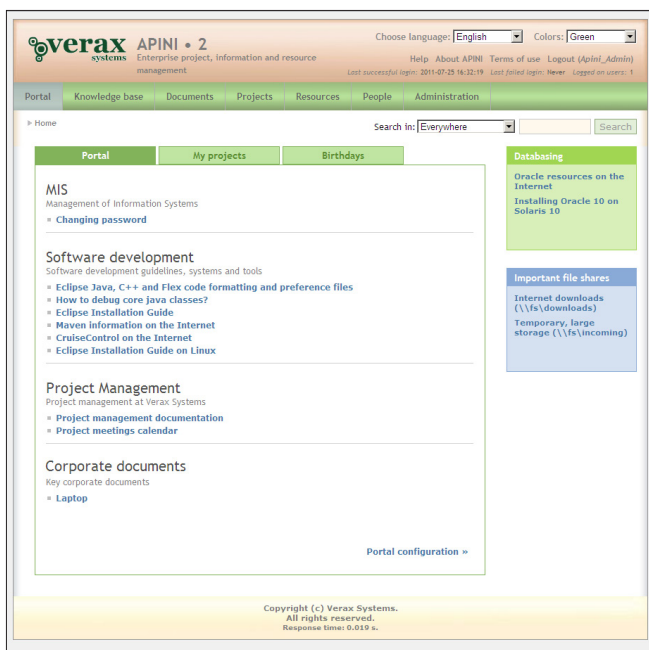 verax
systems
APINI • 2
Enterprise project, information and resource
management
Choose language: English Colors: Green
Help About APINI Terms of use Logout (Apini_Admin)
Last successful login: 2011-07-25 16:32:19 Last failed login: Never Logged on users: 1
Portal Knowledge base Documents Projects Resources People Administration
Home
Search in: Everywhere Search
Portal My projects Birthdays
MIS
Management of Information Systems
Changing password
Software development
Software development guidelines, systems and tools
Eclipse Java, C++ and Flex code formatting and preference files
How to debug core java classes?
Eclipse Installation Guide
Maven information on the Internet
CruiseControl on the Internet
Eclipse Installation Guide on Linux
Project Management
Project management at Verax Systems
Project management documentation
Project meetings calendar
Corporate documents
Key corporate documents
Laptop
Portal configuration »
Databasing
Oracle resources on the
Internet
Installing Oracle 10 on
Solaris 10
Important file shares
Internet downloads
(\\fs\downloads)
Temporary, large
storage (\\fs\incoming)
Copyright (c) Verax Systems.
All rights reserved.
Response time: 0.019 s.